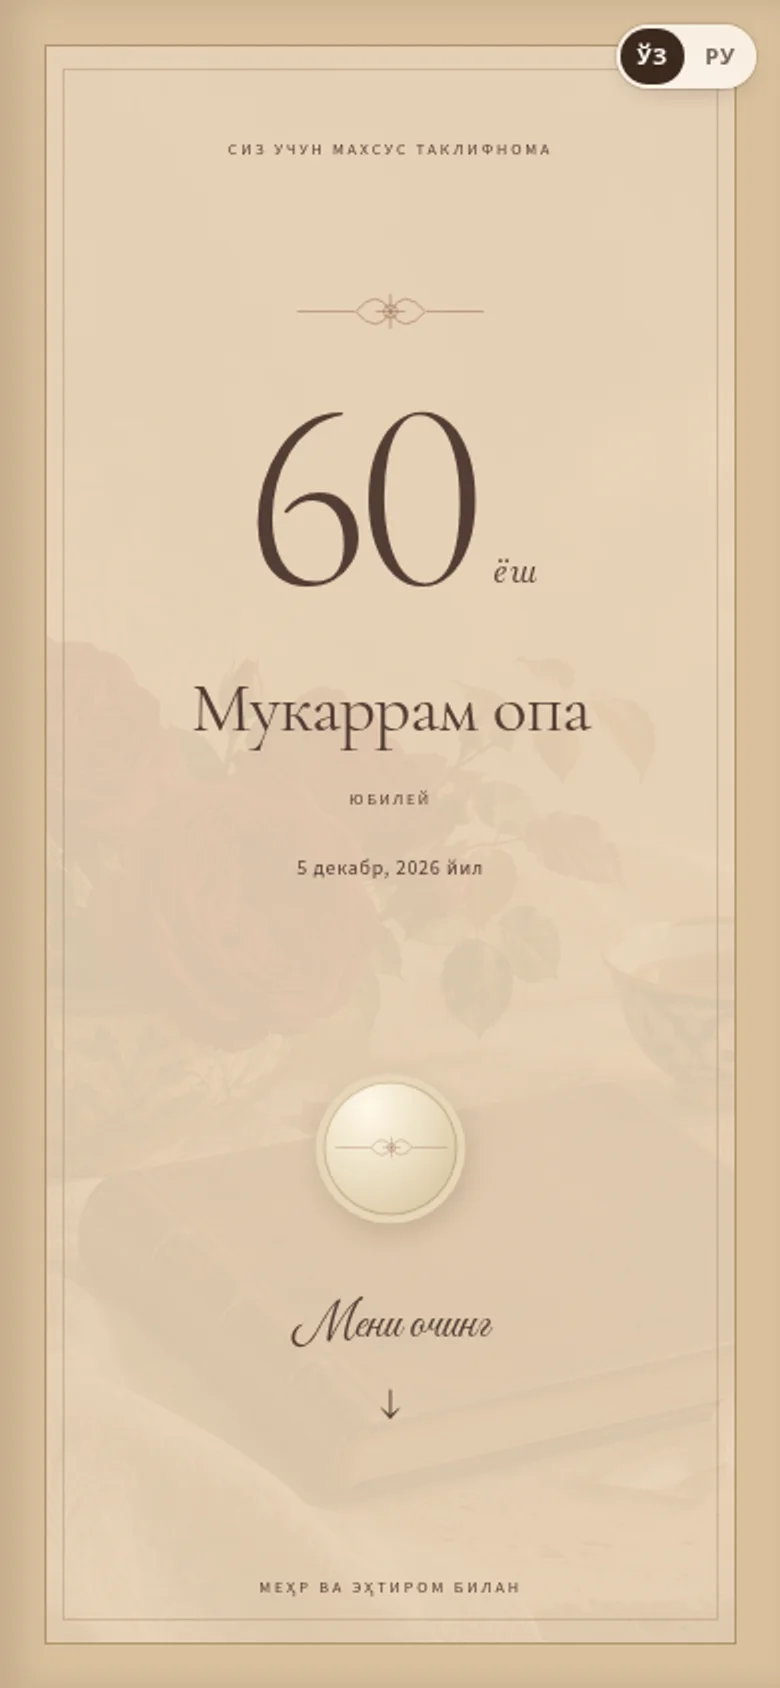 ЎЗ РУ
СИЗ УЧУН МАХСУС ТАКЛИФНОМА
60 ёш
Мукаррам опа
ЮБИЛЕЙ
5 декабр, 2026 йил
Мени очинг
↓
МЕҲР ВА ЭҲТИРОМ БИЛАН